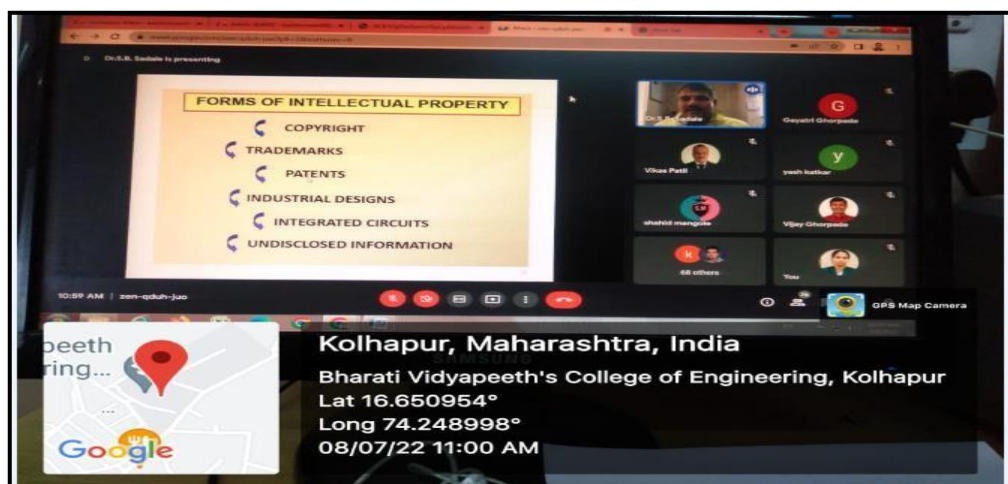 Dr.S.B. Sadale is presenting
FORMS OF INTELLECTUAL PROPERTY
COPYRIGHT
TRADEMARKS
PATENTS
INDUSTRIAL DESIGNS
INTEGRATED CIRCUITS
UNDISCLOSED INFORMATION
G
Gayatri Ghorpade
Vikas Patil
y
yash katkar
shahid mangole
Vijay Ghorpade
k
68 others
You
10:59 AM | zen-qduh-juo
GPS Map Camera
SAMSUNG
peeth
ring...
Google
Kolhapur, Maharashtra, India
Bharati Vidyapeeth's College of Engineering, Kolhapur
Lat 16.650954°
Long 74.248998°
08/07/22 11:00 AM